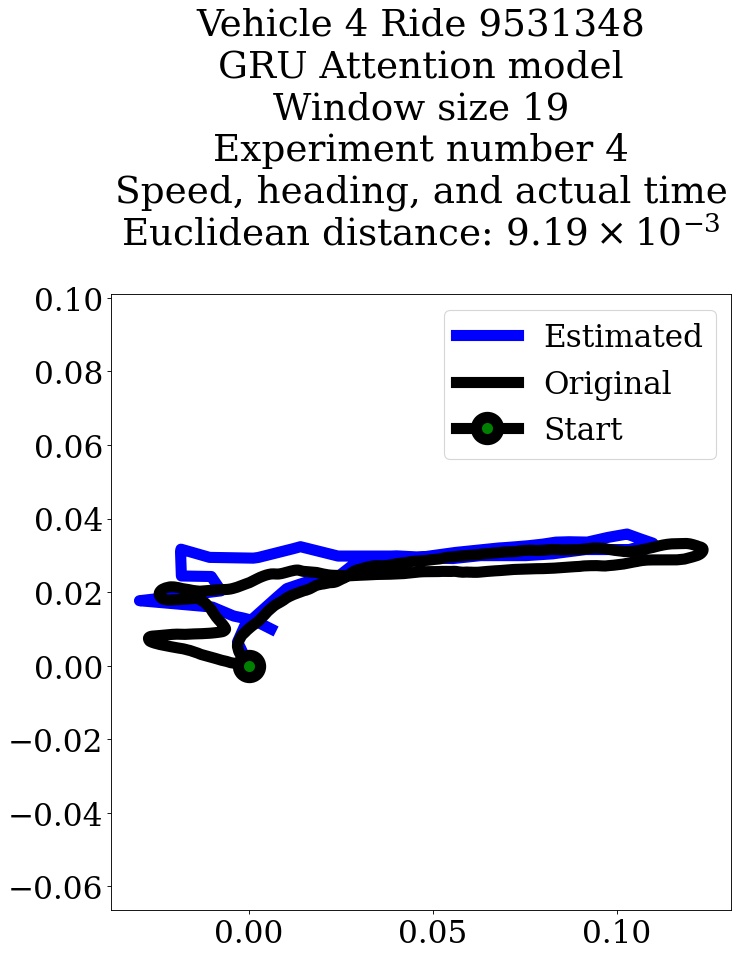 Vehicle 4 Ride 9531348
GRU Attention model
Window size 19
Experiment number 4
Speed, heading, and actual time
Euclidean distance: 9.19 × 10⁻³
0.10
0.08
0.06
0.04
0.02
0.00
−0.02
−0.04
−0.06
Estimated
Original
Start
0.00 0.05 0.10